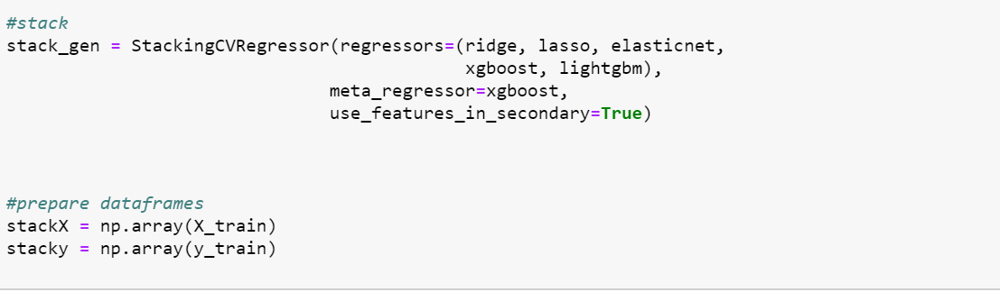 #stack
stack_gen = StackingCVRegressor(regressors=(ridge, lasso, elasticnet,
                                            xgboost, lightgbm),
                               meta_regressor=xgboost,
                               use_features_in_secondary=True)
#prepare dataframes
stackX = np.array(X_train)
stacky = np.array(y_train)